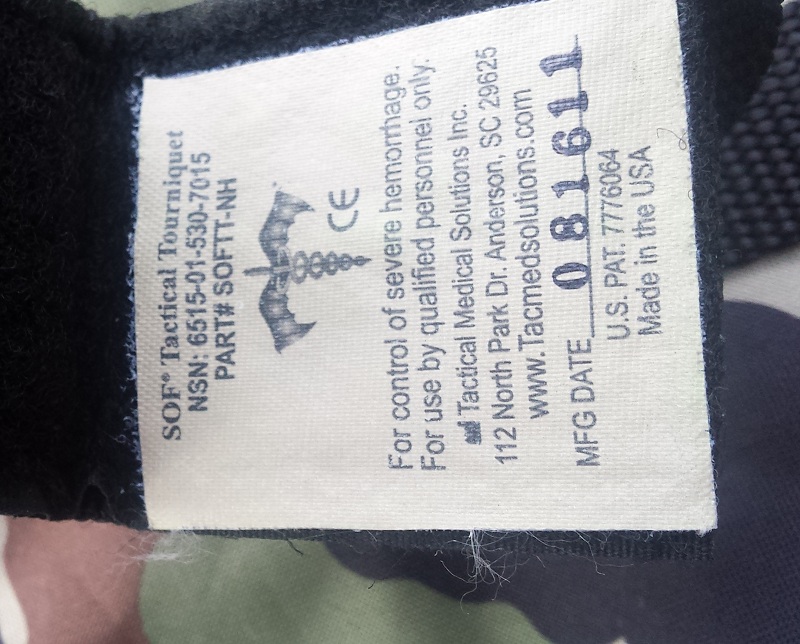 SOF® Tactical Tourniquet
NSN: 6515-01-530-7015
PART# SOFTT-NH
CE
For control of severe hemorrhage.
For use by qualified personnel only.
Tactical Medical Solutions Inc.
112 North Park Dr. Anderson, SC 29625
www.Tacmedsolutions.com
MFG DATE 081611
U.S. PAT. 7776064
Made in the USA